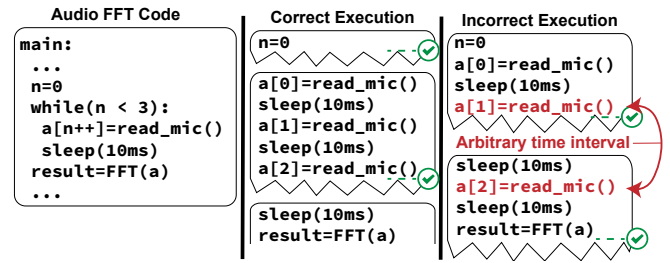 Audio FFT Code
main:
...
n=0
while(n < 3):
a[n++]=read_mic()
sleep(10ms)
result=FFT(a)
...
Correct Execution
n=0
a[0]=read_mic()
sleep(10ms)
a[1]=read_mic()
sleep(10ms)
a[2]=read_mic()
sleep(10ms)
result=FFT(a)
Incorrect Execution
n=0
a[0]=read_mic()
sleep(10ms)
a[1]=read_mic()
Arbitrary time interval
sleep(10ms)
a[2]=read_mic()
sleep(10ms)
result=FFT(a)